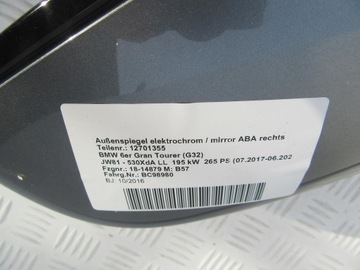 Außenspiegel elektrochrom / mirror ABA rechts
Teilenr.: 12701355
BMW 6er Gran Tourer (G32)
JW81 - 530XdA LL 195 kW 265 PS (07.2017-06.202
Fzgnr.: 18-14879 M: B57
Fahrg.Nr.: BC98980
BJ: 10/2016